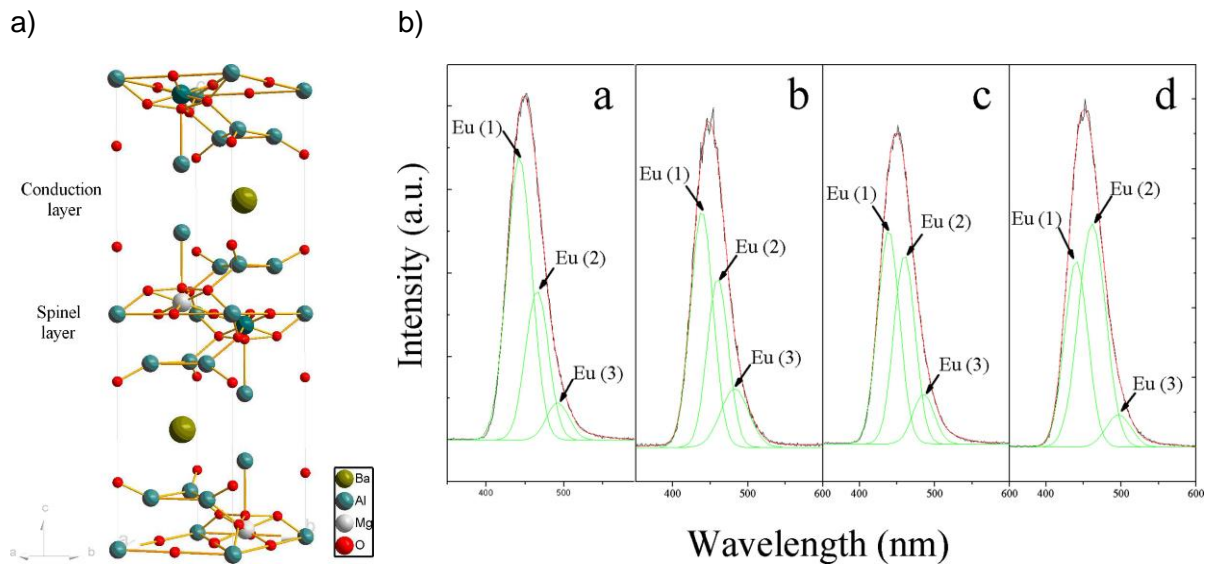 a)
b)
Conduction
layer
Spinel
layer
Ba
Al
Mg
O
c
a
b
a
b
Intensity (a.u.)
a
Eu (1)
Eu (2)
Eu (3)
400
500
b
Eu (1)
Eu (2)
Eu (3)
400
500
600
c
Eu (1)
Eu (2)
Eu (3)
400
500
600
d
Eu (1)
Eu (2)
Eu (3)
400
500
600
Wavelength (nm)